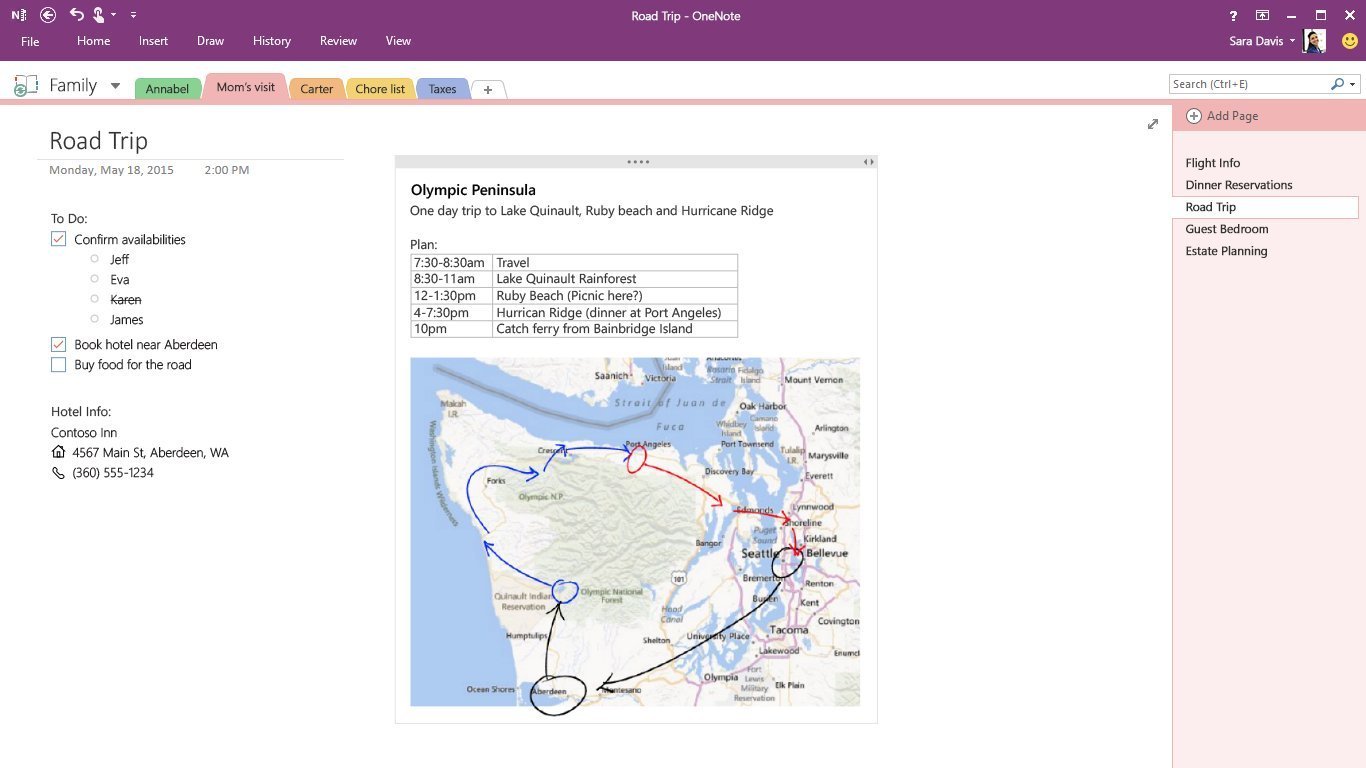 Road Trip - OneNote
?
File Home Insert Draw History Review View
Sara Davis
Family
Annabel Mom's visit Carter Chore list Taxes +
Search (Ctrl+E)
Road Trip
Monday, May 18, 2015 2:00 PM
To Do:
Confirm availabilities
Jeff
Eva
Karen
James
Book hotel near Aberdeen
Buy food for the road
Hotel Info:
Contoso Inn
4567 Main St, Aberdeen, WA
(360) 555-1234
Olympic Peninsula
One day trip to Lake Quinault, Ruby beach and Hurricane Ridge
Plan:
7:30-8:30am Travel
8:30-11am Lake Quinault Rainforest
12-1:30pm Ruby Beach (Picnic here?)
4-7:30pm Hurrican Ridge (dinner at Port Angeles)
10pm Catch ferry from Bainbridge Island
Island
Anacortes
Saanich
Victoria
Rosario Strait
Fidalgo Island
Mount Vernon
Makah I.R.
Strait of Juan de Fuca
Oak Harbor
Whidbey Island
Camano Island
Arlington
Washington Islands Wilderness
Port Angeles
Port Townsend
Tulalip I.R.
Marysville
Discovery Bay
Everett
Forks
Olympic N.P.
Edmonds
Lynnwood
Shoreline
Puget Sound
Kirkland
Bangor
Seattle
Bellevue
101
Bremerton
Renton
Quinault Indian Reservation
Olympic National Forest
Hood Canal
Kent
Covington
Humptulips
Shelton
University Place
Tacoma
Lakewood
Enumcl
Ocean Shores
Aberdeen
Montesano
Olympia
Fort Lewis Military Reservation
Elk Plain
Add Page
Flight Info
Dinner Reservations
Road Trip
Guest Bedroom
Estate Planning